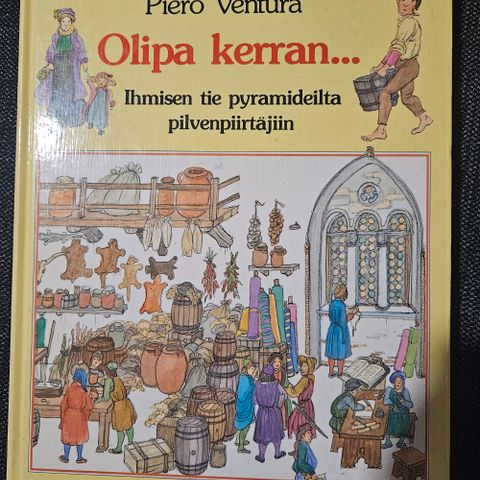 Piero Ventura
Olipa kerran...
Ihmisen tie pyramideilta
pilvenpiirtäjiin